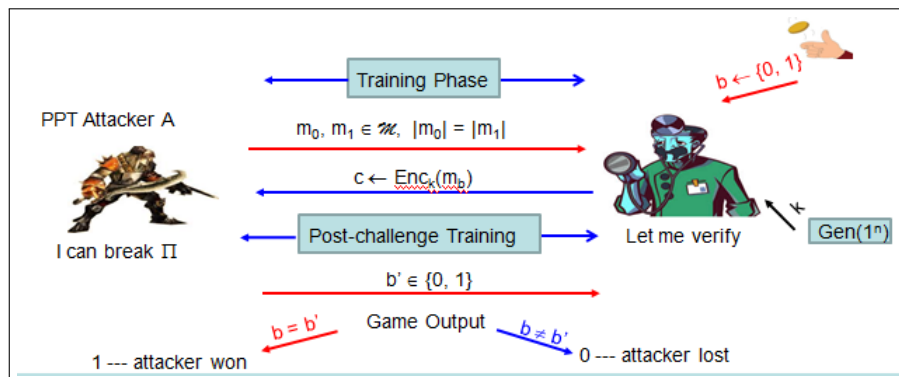 b ← {0, 1}
Training Phase
PPT Attacker A
m₀, m₁ ∈ ℳ, |m₀| = |m₁|
c ← Encₖ(m_b)
k
Post-challenge Training
I can break Π
Let me verify
Gen(1ⁿ)
b' ∈ {0, 1}
b = b'
Game Output
b ≠ b'
1 --- attacker won
0 --- attacker lost